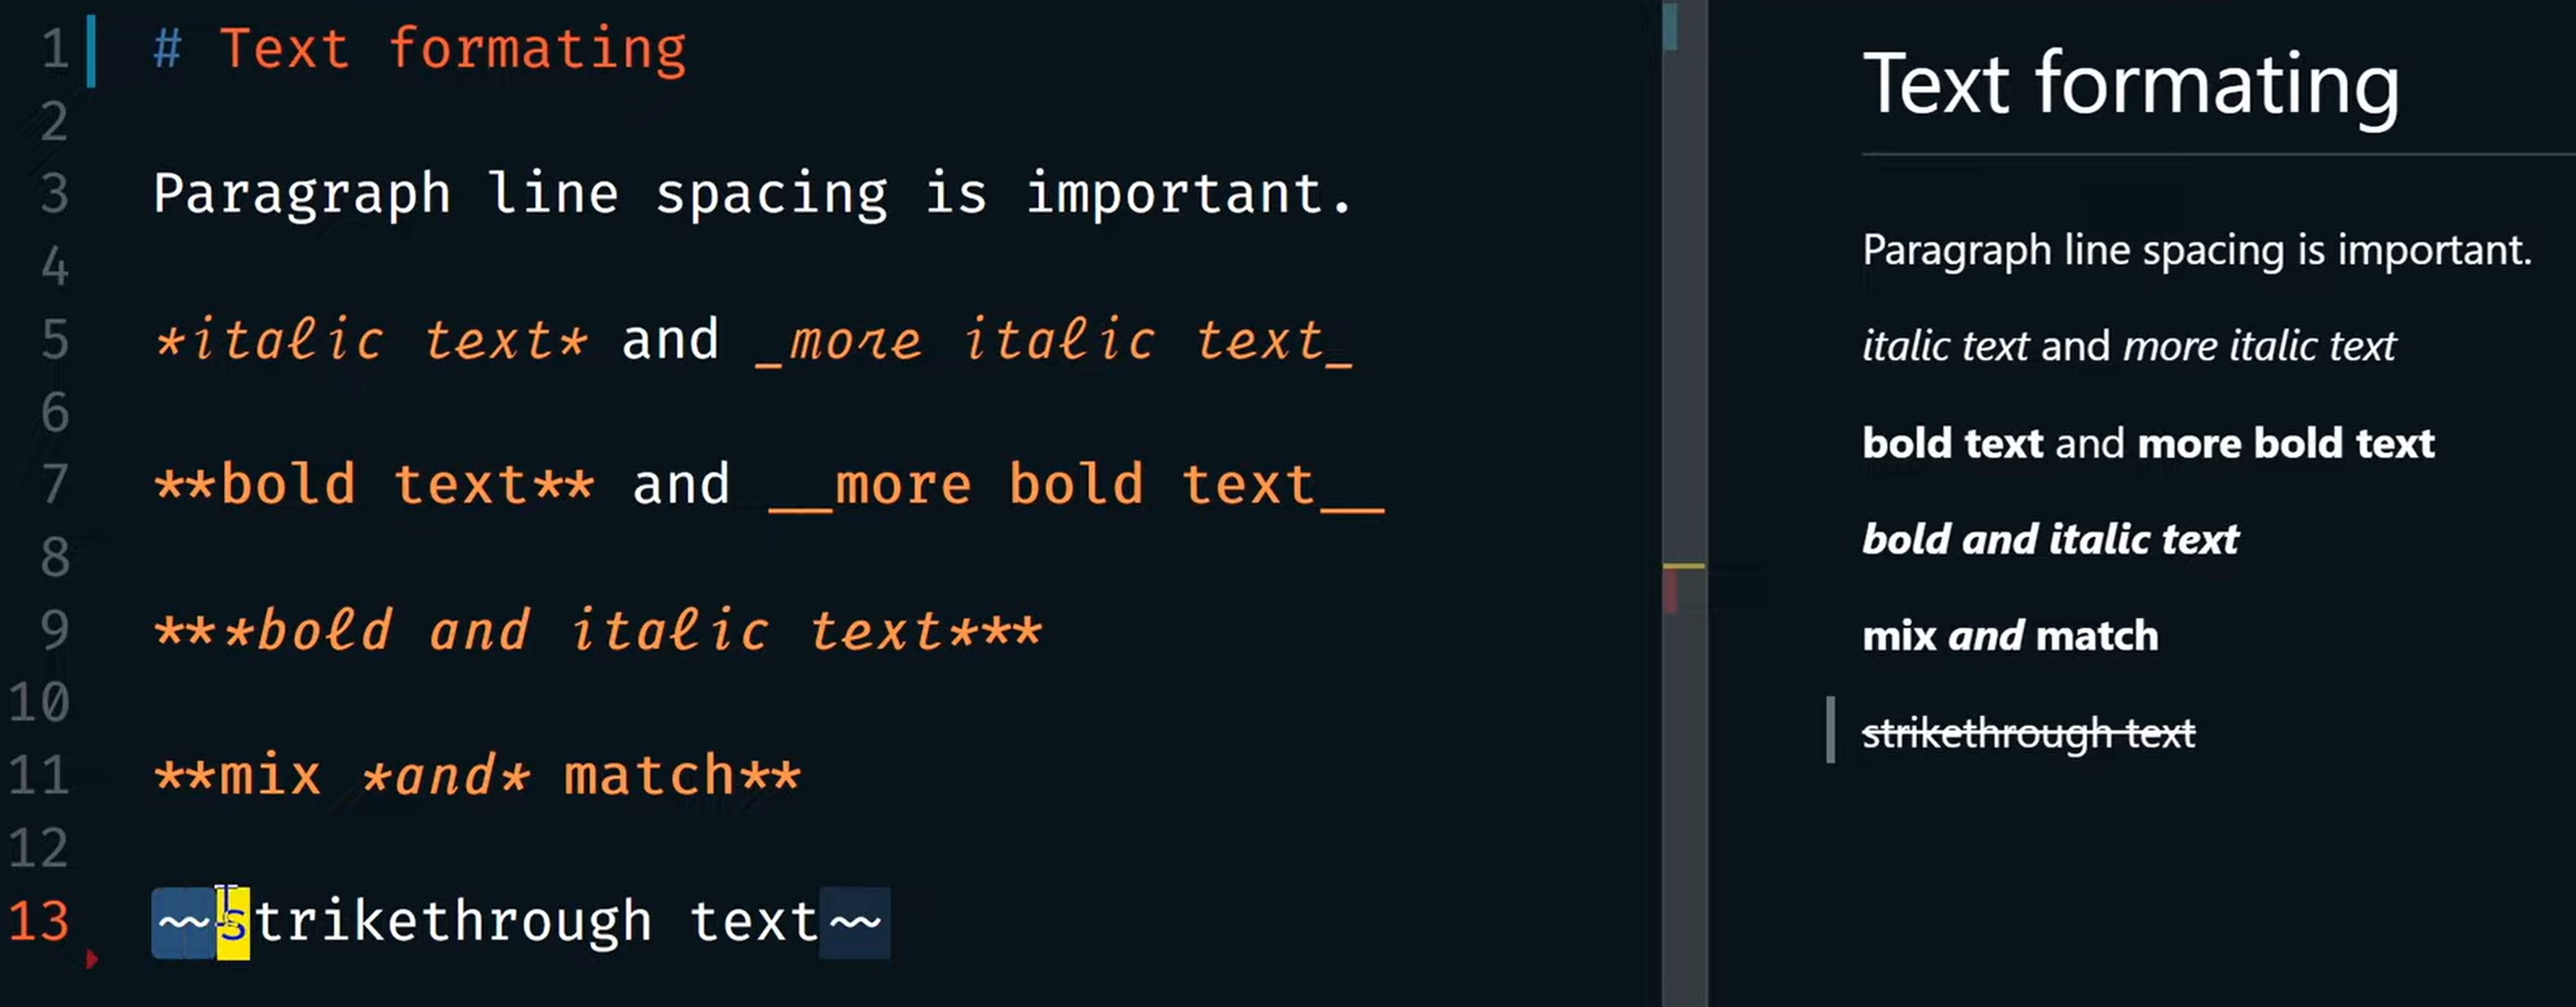 1 # Text formating
2
3 Paragraph line spacing is important.
4
5 *italic text* and _more italic text_
6
7 **bold text** and __more bold text__
8
9 ***bold and italic text***
10
11 **mix *and* match**
12
13 ~~strikethrough text~~
Text formating
Paragraph line spacing is important.
italic text and more italic text
bold text and more bold text
bold and italic text
mix and match
strikethrough text